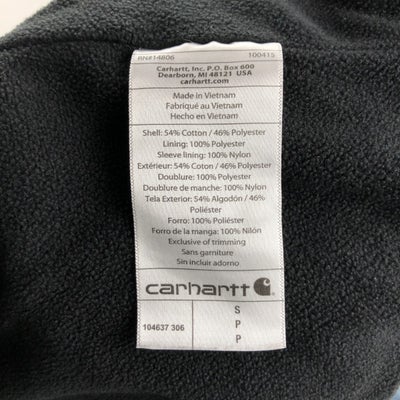 RN#14806 100415
Carhartt, Inc. P.O. Box 600
Dearborn, MI 48121 USA
carhartt.com
Made in Vietnam
Fabriqué au Vietnam
Hecho en Vietnam
Shell: 54% Cotton / 46% Polyester
Lining: 100% Polyester
Sleeve lining: 100% Nylon
Extérieur: 54% Coton / 46% Polyester
Doublure: 100% Polyester
Doublure de manche: 100% Nylon
Tela Exterior: 54% Algodón / 46%
Poliéster
Forro: 100% Poliéster
Forro de la manga: 100% Nilón
Exclusive of trimming
Sans garniture
Sin incluir adorno
carhartt
S
104637 306 P
P